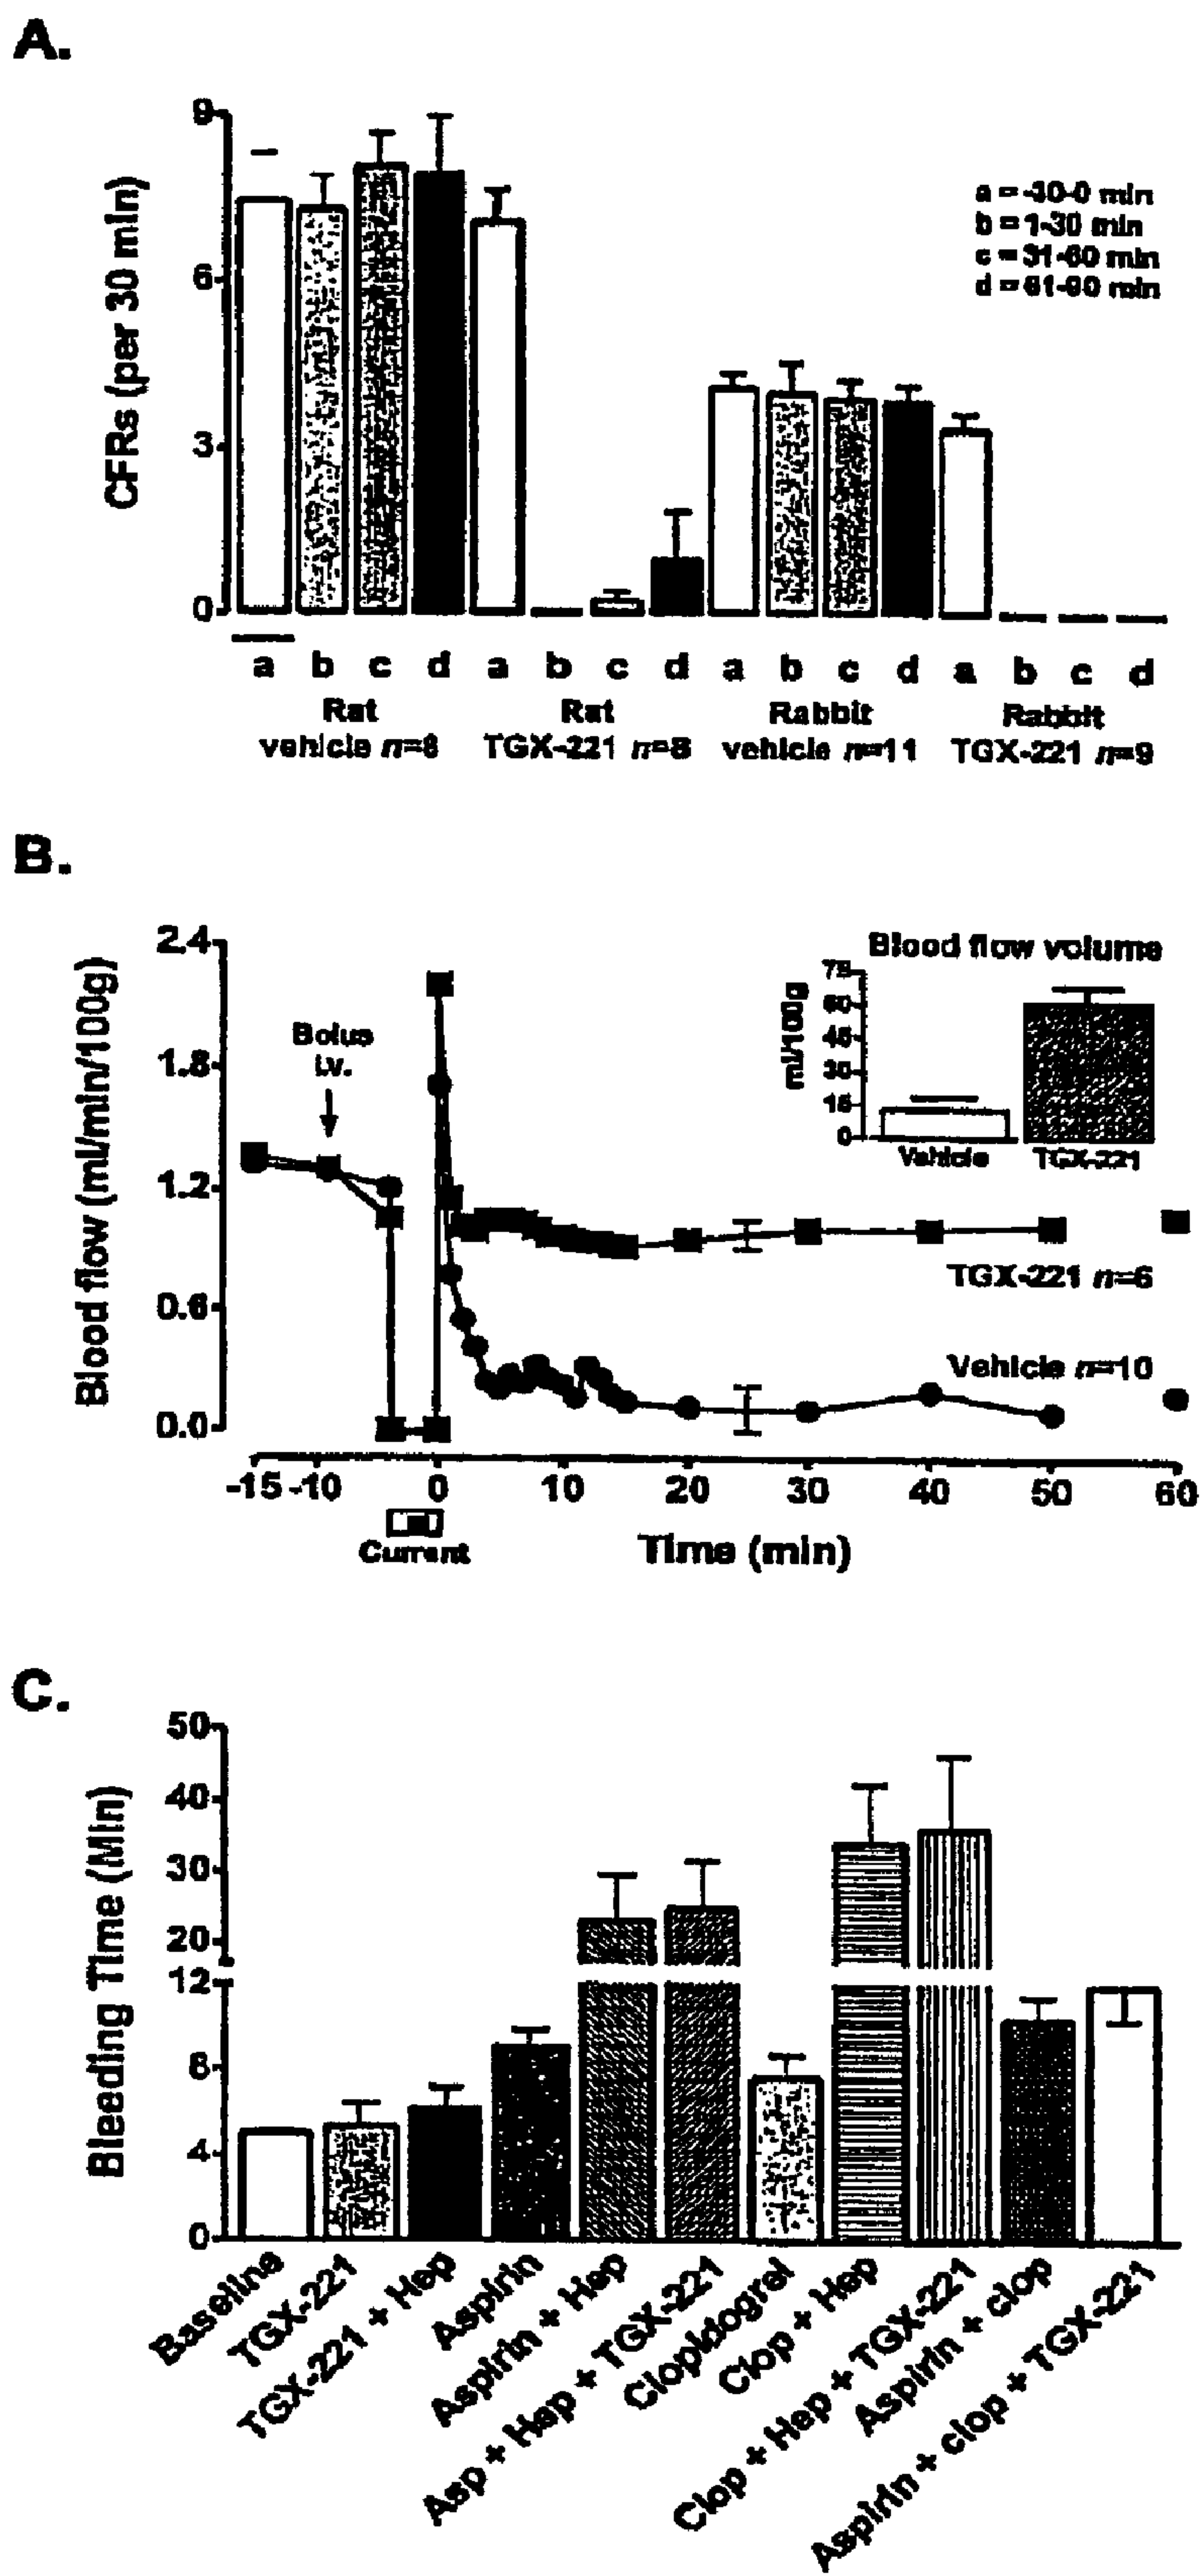 A.
9
6
3
0
CFRs (per 30 min)
a = -30-0 min
b = 1-30 min
c = 31-60 min
d = 61-90 min
a b c d a b c d a b c d a b c d
Rat Rat Rabbit Rabbit
vehicle n=8 TGX-221 n=8 vehicle n=11 TGX-221 n=9
B.
2.4
1.8
1.2
0.6
0.0
Blood flow (ml/min/100g)
Bolus
i.v.
Blood flow volume
75
60
45
30
15
0
ml/100g
Vehicle TGX-221
TGX-221 n=6
Vehicle n=10
-15 -10 0 10 20 30 40 50 60
Current
Time (min)
C.
50
40
30
20
12
8
4
0
Bleeding Time (Min)
Baseline
TGX-221
TGX-221 + Hep
Aspirin
Aspirin + Hep
Asp + Hep + TGX-221
Clopidogrel
Clop + Hep
Clop + Hep + TGX-221
Aspirin + clop
Aspirin + clop + TGX-221